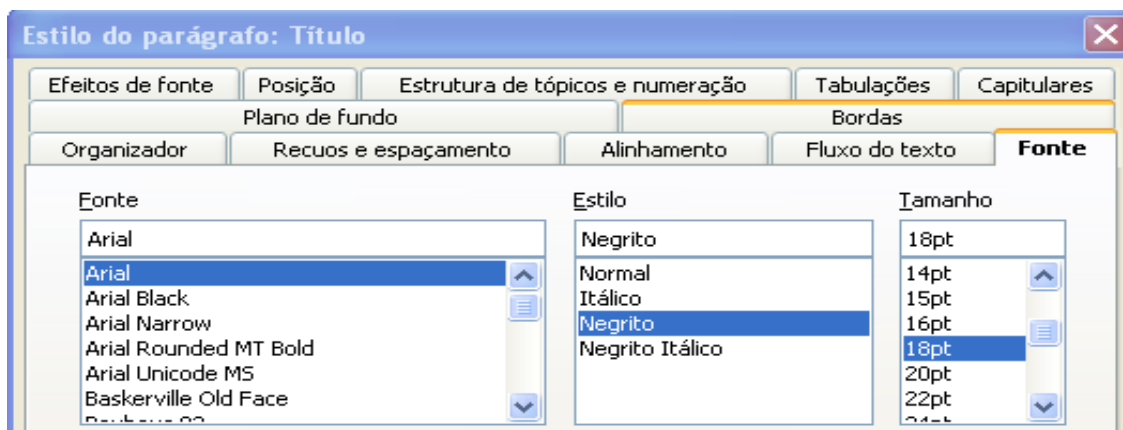 Estilo do parágrafo: Título
Efeitos de fonte Posição Estrutura de tópicos e numeração Tabulações Capitulares
Plano de fundo Bordas
Organizador Recuos e espaçamento Alinhamento Fluxo do texto Fonte
Fonte Estilo Tamanho
Arial Negrito 18pt
Arial Normal 14pt
Arial Black Itálico 15pt
Arial Narrow Negrito 16pt
Arial Rounded MT Bold Negrito Itálico 18pt
Arial Unicode MS 20pt
Baskerville Old Face 22pt